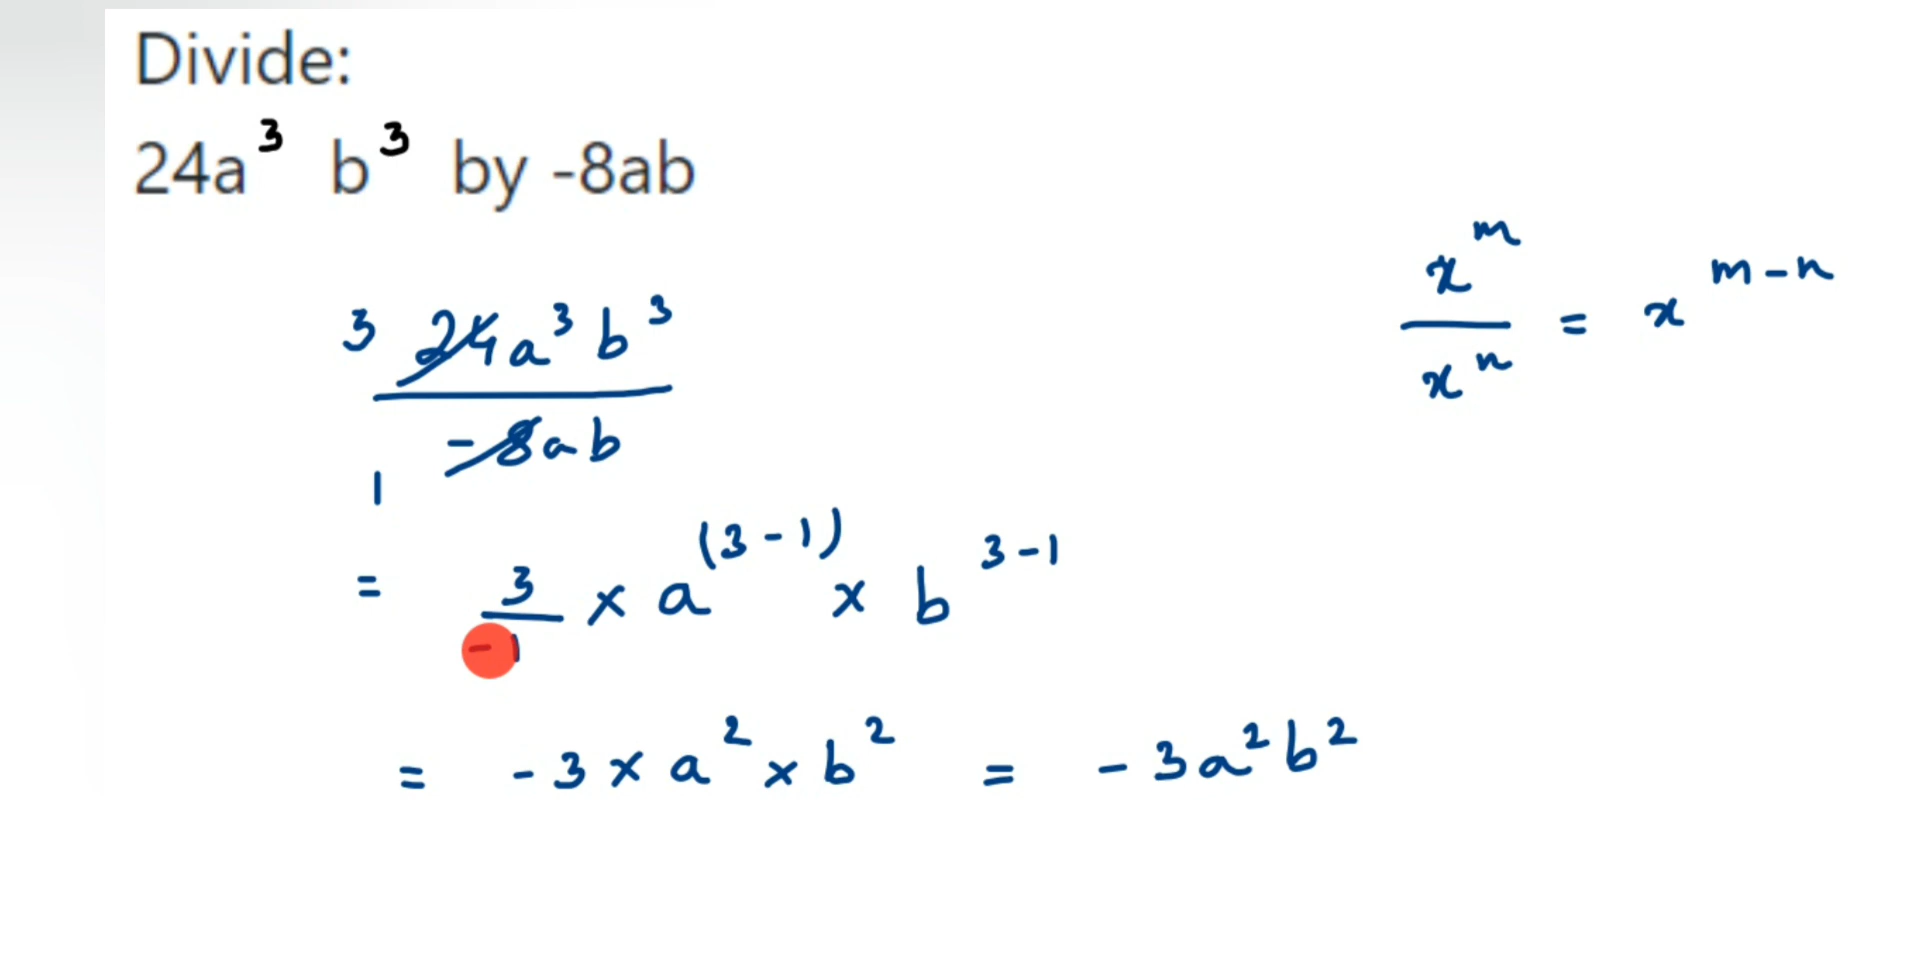 Divide:
24a³ b³ by -8ab
x^m / x^n = x^(m-n)
3 24a³b³
-8ab
1
= 3/-1 × a^(3-1) × b^3-1
= -3 × a² × b² = -3a²b²